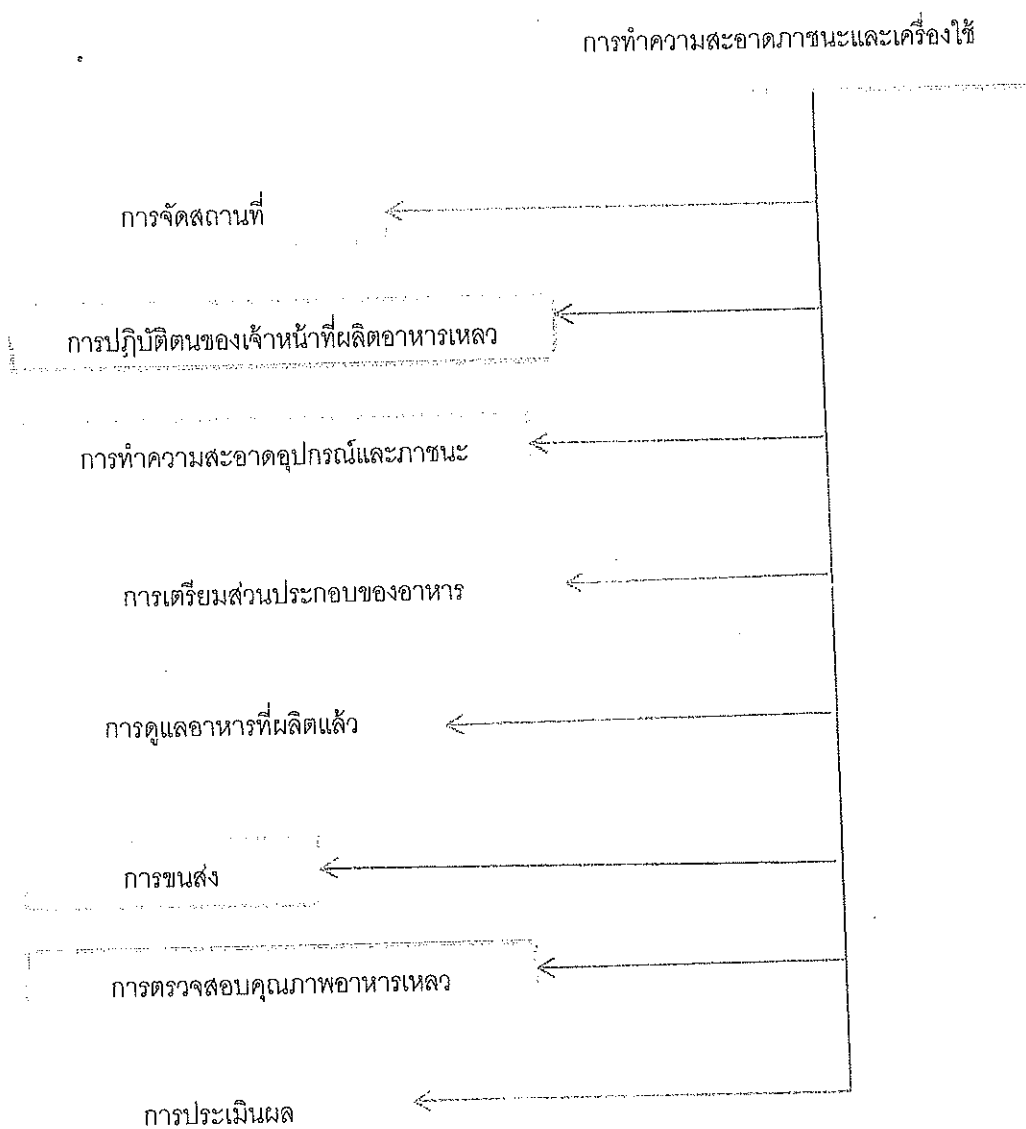 การทำความสะอาดภาชนะและเครื่องใช้
การจัดสถานที่
การปฏิบัติตนของเจ้าหน้าที่ผลิตอาหารเหลว
การทำความสะอาดอุปกรณ์และภาชนะ
การเตรียมส่วนประกอบของอาหาร
การดูแลอาหารที่ผลิตแล้ว
การขนส่ง
การตรวจสอบคุณภาพอาหารเหลว
การประเมินผล